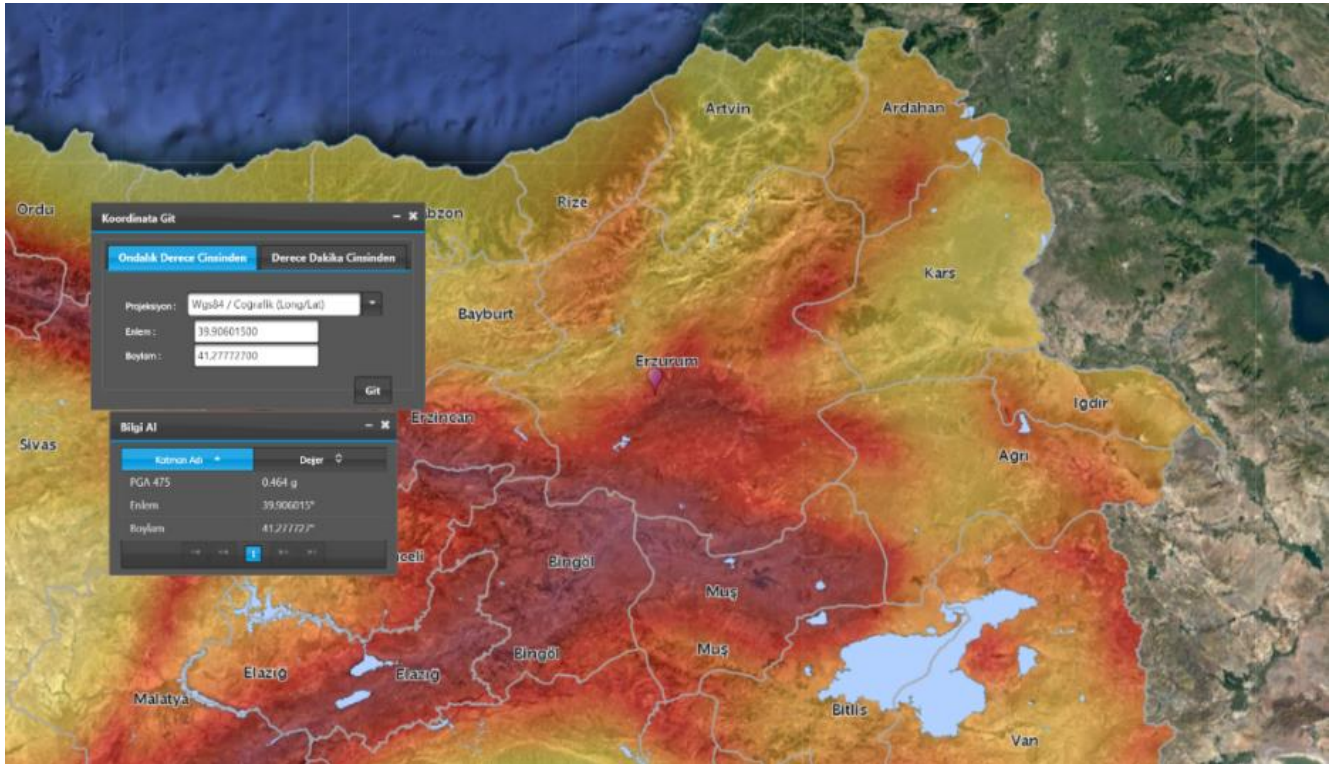 Artvin
Ardahan
Ordu
Rize
bzon
Koordinata Git
Ondalık Derece Cinsinden
Derece Dakika Cinsinden
Projeksiyon :
Wgs84 / Coğrafik (Long/Lat)
Enlem :
39,90601500
Boylam :
41,27772700
Git
Kars
Bayburt
Erzurum
Iğdır
Erzincan
Sivas
Ağrı
Bilgi Al
Katman Adı
Değer
PGA 475
0.464 g
Enlem
39,906015°
Boylam
41,277727°
1
nceli
Bingöl
Muş
Bingöl
Muş
Elazığ
Elazığ
Malatya
Bitlis
Van